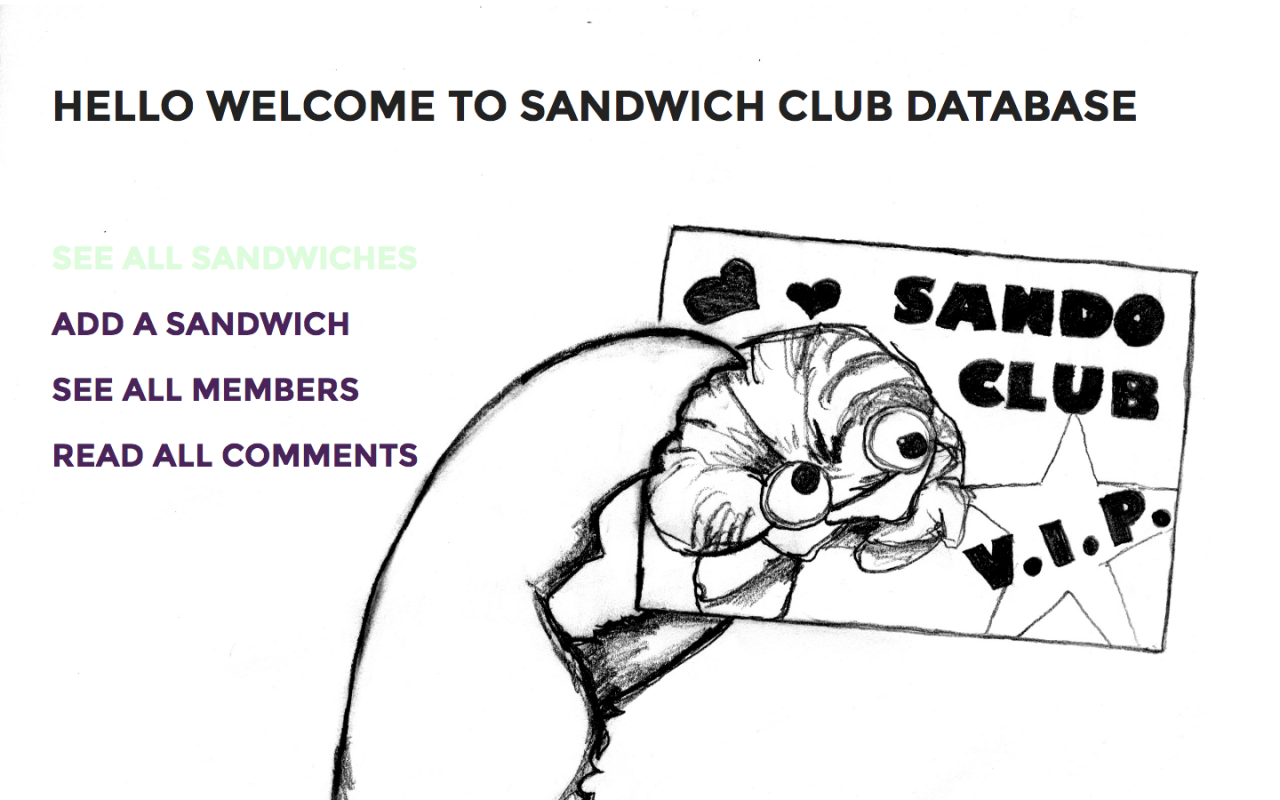 HELLO WELCOME TO SANDWICH CLUB DATABASE
SEE ALL SANDWICHES
ADD A SANDWICH
SEE ALL MEMBERS
READ ALL COMMENTS
SANDO
CLUB
V.I.P.